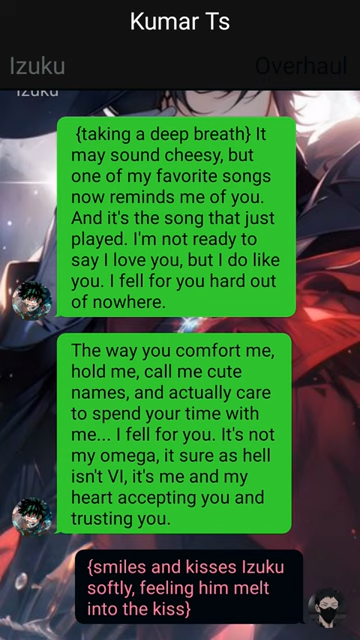 Kumar Ts
Izuku
Overhaul
Izuku
{taking a deep breath} It
may sound cheesy, but
one of my favorite songs
now reminds me of you.
And it's the song that just
played. I'm not ready to
say I love you, but I do like
you. I fell for you hard out
of nowhere.
The way you comfort me,
hold me, call me cute
names, and actually care
to spend your time with
me... I fell for you. It's not
my omega, it sure as hell
isn't VI, it's me and my
heart accepting you and
trusting you.
{smiles and kisses Izuku
softly, feeling him melt
into the kiss}